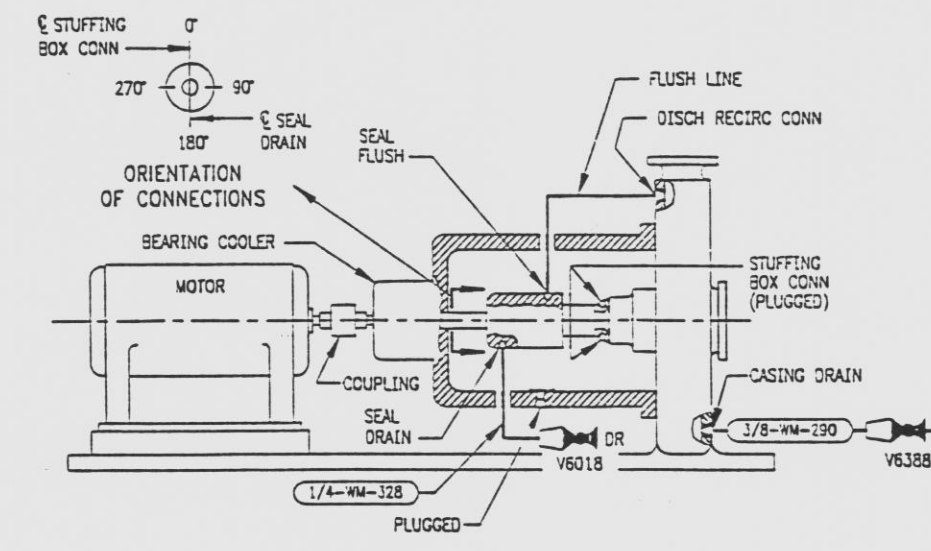 ℄ STUFFING
BOX CONN
0°
270°
90°
℄ SEAL
DRAIN
180°
ORIENTATION
OF CONNECTIONS
SEAL
FLUSH
FLUSH LINE
DISCH RECIRC CONN
BEARING COOLER
MOTOR
STUFFING
BOX CONN
(PLUGGED)
COUPLING
SEAL
DRAIN
CASING DRAIN
3/8-WM-290
V6388
DR
V6018
1/4-WM-328
PLUGGED